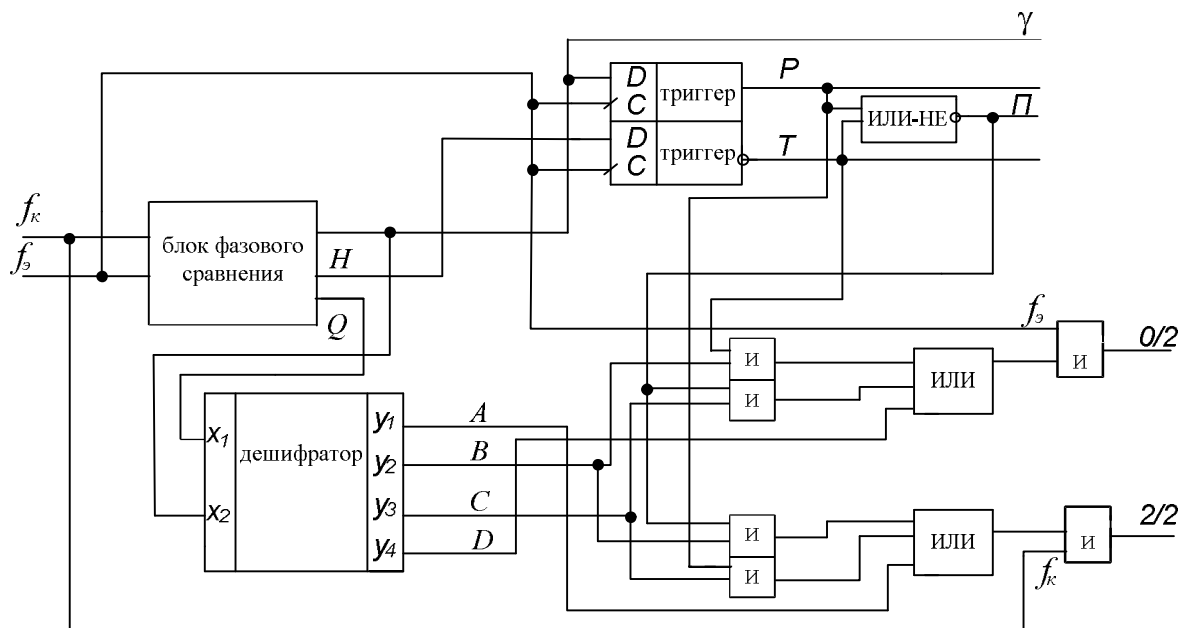 γ
D
C
триггер
P
D
C
триггер
T
ИЛИ-НЕ
П
fк
fэ
блок фазового
сравнения
H
Q
fэ
И
0/2
И
И
ИЛИ
x1
x2
дешифратор
y1
y2
y3
y4
A
B
C
D
И
И
ИЛИ
И
2/2
fк